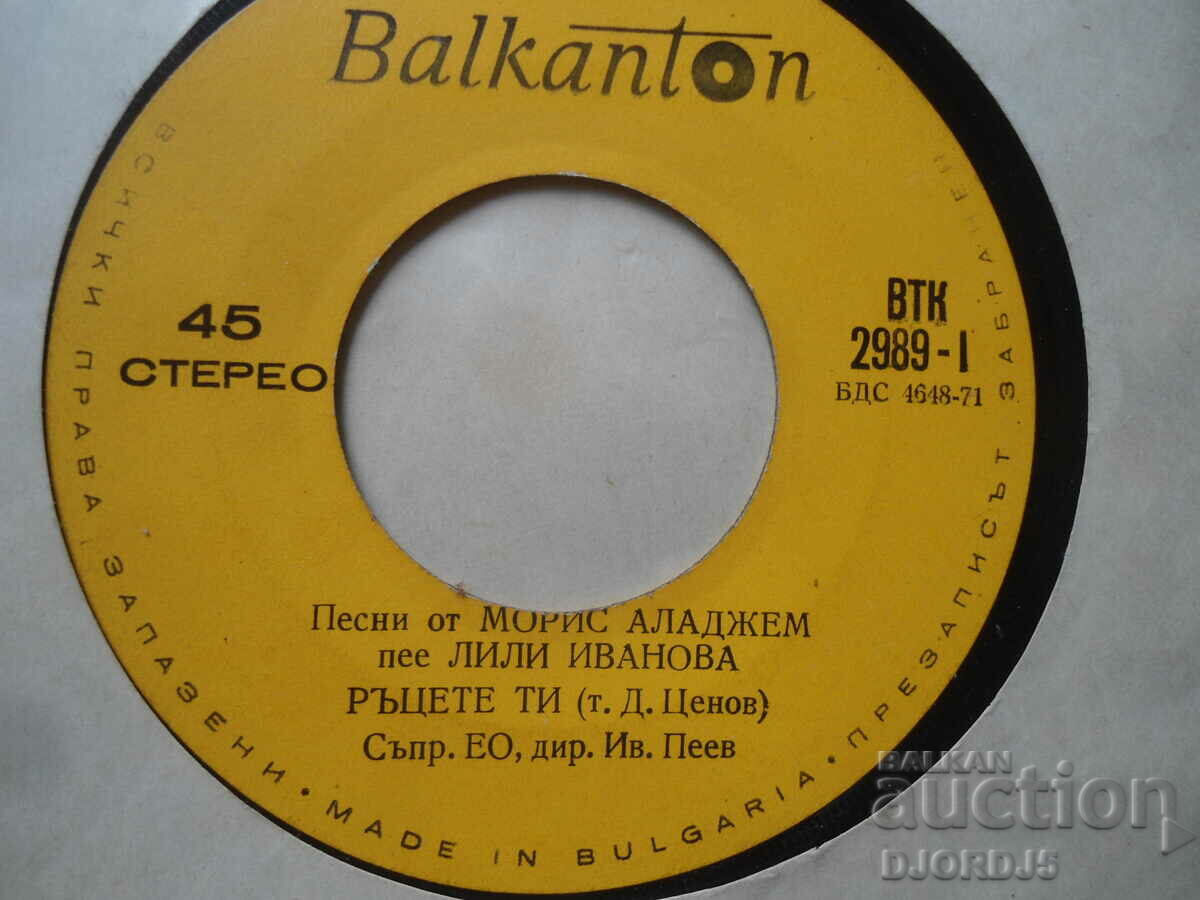 Balkanton
45
СТЕРЕО
ВТК
2989-1
БДС 4648-71
Песни от МОРИС АЛАДЖЕМ
пее ЛИЛИ ИВАНОВА
РЪЦЕТЕ ТИ (т. Д. Ценов)
Съпр. ЕО, дир. Ив. Пеев
ВСИЧКИ ПРАВА ЗАПАЗЕНИ • MADE IN BULGARIA • ПРЕЗАПИСЪТ ЗАБРАНЕН
BALKAN
auction
DJORDJ5